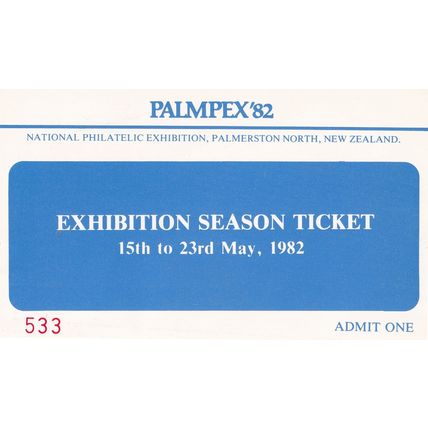 PALMPEX'82
NATIONAL PHILATELIC EXHIBITION, PALMERSTON NORTH, NEW ZEALAND.
EXHIBITION SEASON TICKET
15th to 23rd May, 1982
533
ADMIT ONE